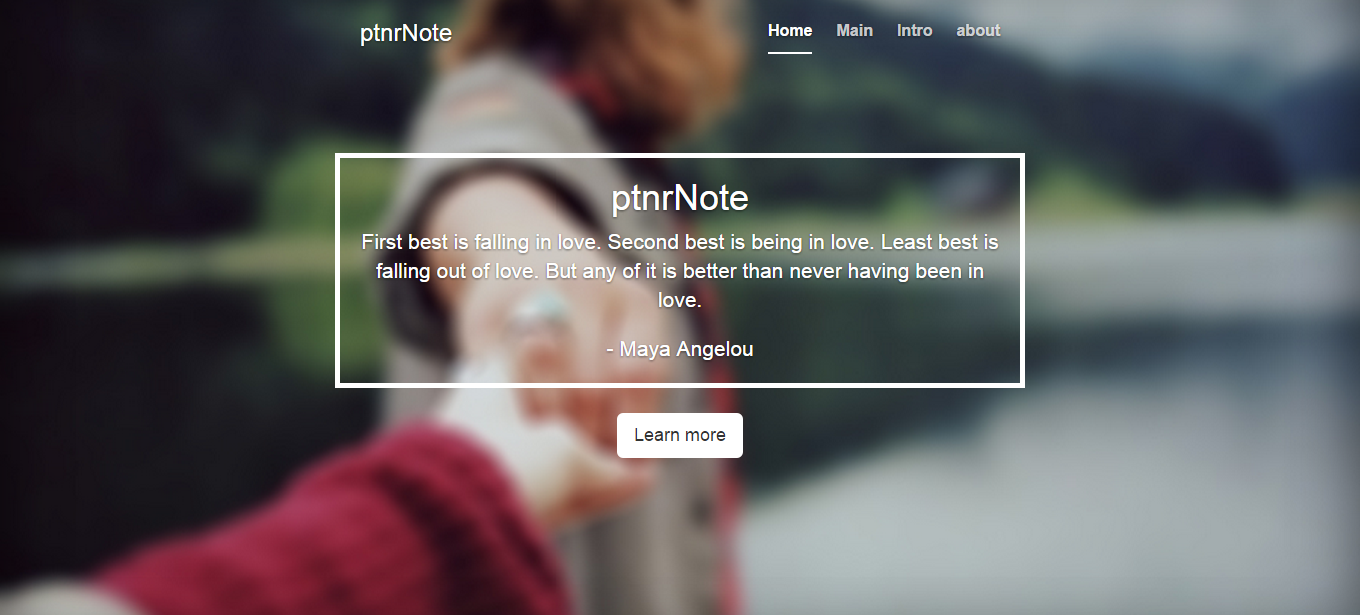 ptnrNote
Home Main Intro about
ptnrNote
First best is falling in love. Second best is being in love. Least best is
falling out of love. But any of it is better than never having been in
love.
- Maya Angelou
Learn more